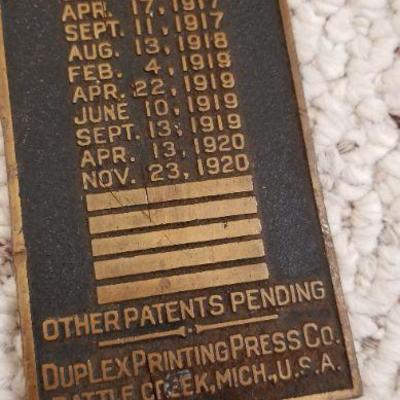 APR. 17, 1917
SEPT. 11, 1917
AUG. 13, 1918
FEB. 4, 1919
APR. 22, 1919
JUNE 10, 1919
SEPT. 13, 1919
APR. 13, 1920
NOV. 23, 1920
OTHER PATENTS PENDING
DUPLEX PRINTING PRESS CO.
BATTLE CREEK, MICH., U.S.A.